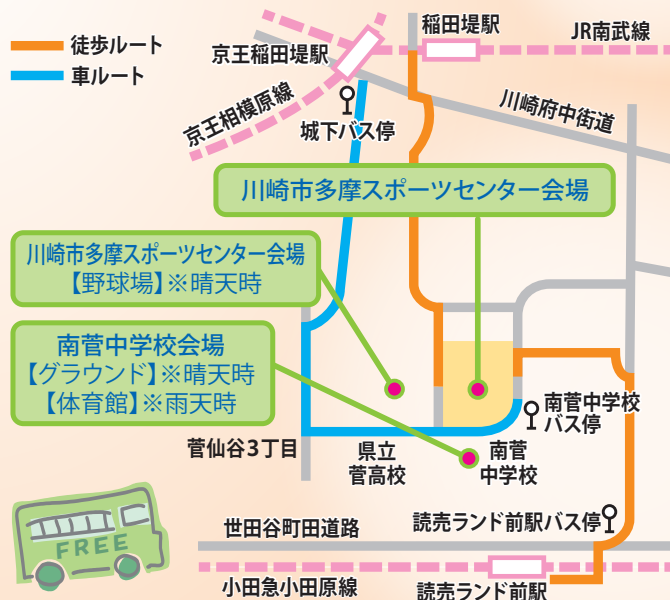 徒歩ルート
車ルート
稲田堤駅
JR南武線
京王稲田堤駅
京王相模原線
川崎府中街道
城下バス停
川崎市多摩スポーツセンター会場
川崎市多摩スポーツセンター会場
【野球場】※晴天時
南菅中学校会場
【グラウンド】※晴天時
【体育館】※雨天時
南菅中学校
バス停
菅仙谷3丁目
県立
菅高校
南菅
中学校
読売ランド前駅バス停
世田谷町田道路
小田急小田原線
読売ランド前駅
FREE